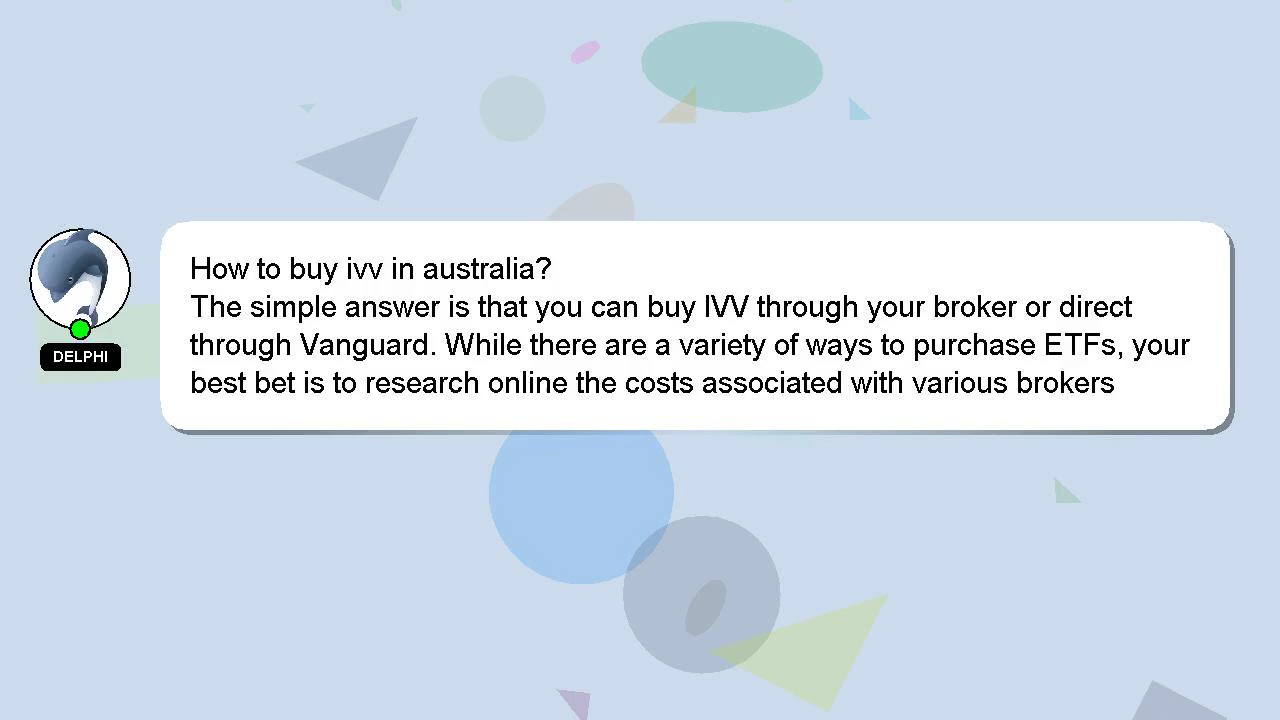 How to buy ivv in australia?
The simple answer is that you can buy IVV through your broker or direct
through Vanguard. While there are a variety of ways to purchase ETFs, your
best bet is to research online the costs associated with various brokers
DELPHI